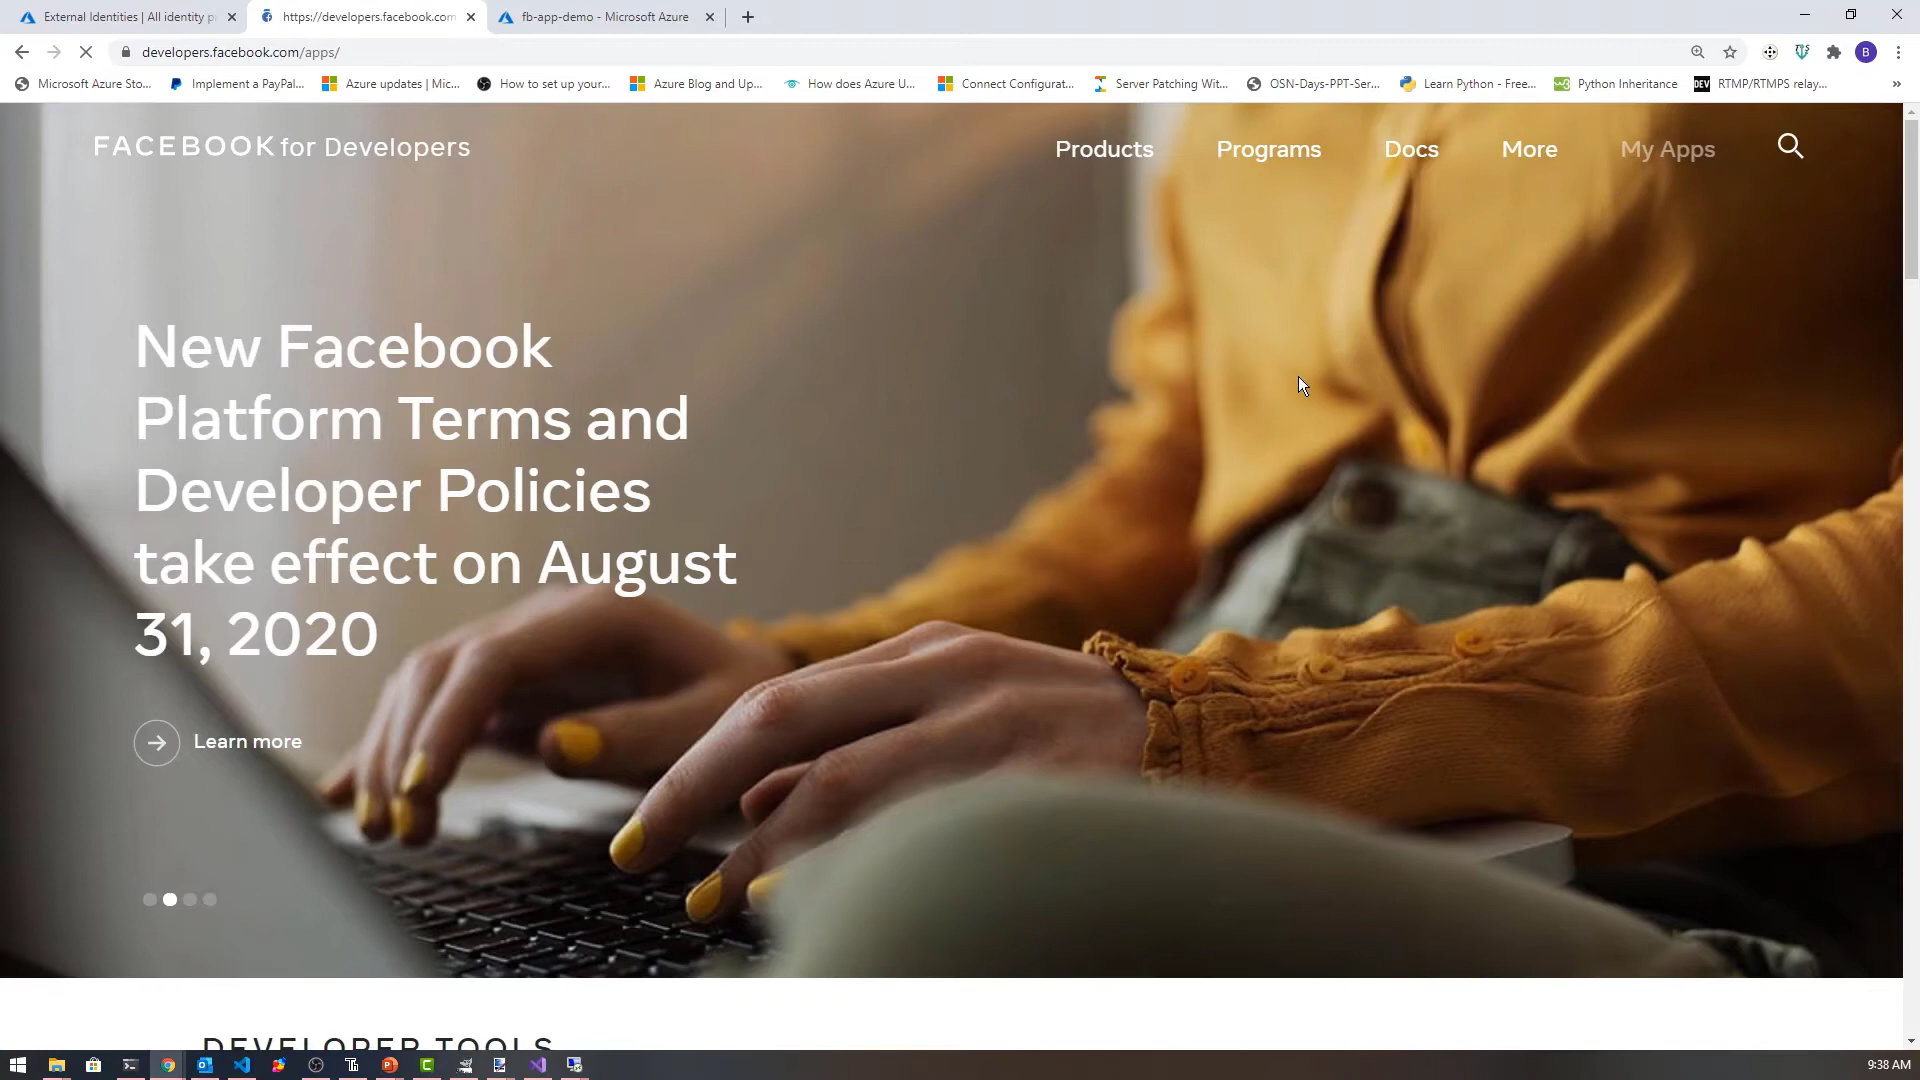 External Identities | All identity p
https://developers.facebook.com
fb-app-demo - Microsoft Azure
developers.facebook.com/apps/
B
Microsoft Azure Sto...
Implement a PayPal...
Azure updates | Mic...
How to set up your...
Azure Blog and Up...
How does Azure U...
Connect Configurat...
Server Patching Wit...
OSN-Days-PPT-Ser...
Learn Python - Free...
Python Inheritance
DEV RTMP/RTMPS relay...
FACEBOOK for Developers
Products
Programs
Docs
More
My Apps
New Facebook
Platform Terms and
Developer Policies
take effect on August
31, 2020
Learn more
DEVELOPER TOOLS
9:38 AM